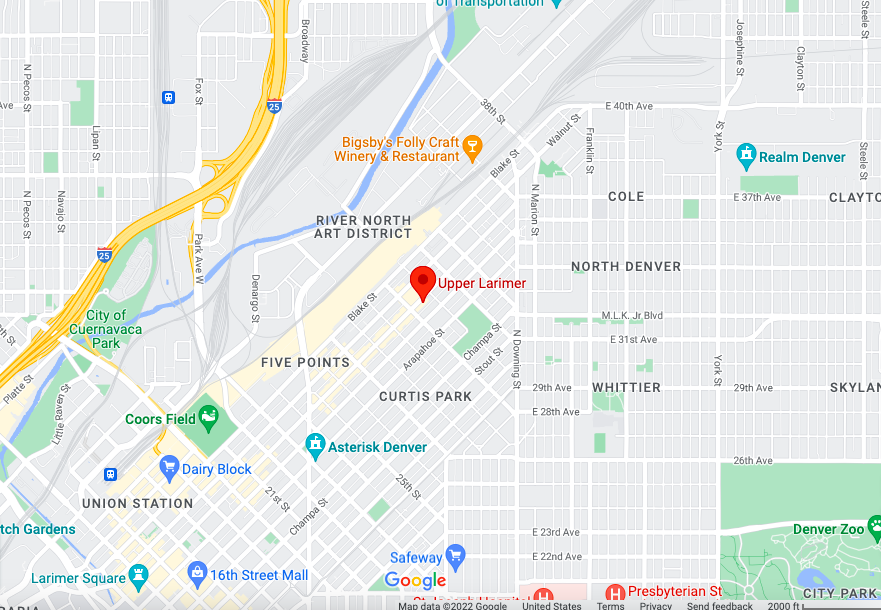 of Transportation
Broadway
Steele St
Josephine St
Clayton St
N Pecos St
Fox St
25
38th St
E 40th Ave
Ave
Lipan St
Walnut St
Franklin St
York St
Bigsby's Folly Craft
Winery & Restaurant
Blake St
Realm Denver
Steele St
N Pecos St
Navajo St
N Marion St
COLE
E 37th Ave
CLAYTO
RIVER NORTH
ART DISTRICT
25
Park Ave W
NORTH DENVER
Denargo St
Upper Larimer
Blake St
City of
Cuernavaca
Park
M.L.K. Jr Blvd
Champa St
E 31st Ave
Arapahoe St
N Downing St
Stout St
FIVE POINTS
York St
Platte St
Little Raven St
CURTIS PARK
29th Ave
WHITTIER
29th Ave
SKYLAN
E 28th Ave
Coors Field
Asterisk Denver
Dairy Block
26th Ave
UNION STATION
21st St
25th St
Champa St
tch Gardens
E 23rd Ave
Denver Zoo
Safeway
E 22nd Ave
Larimer Square
16th Street Mall
Google
St. Joseph Hospital
H
H
Presbyterian St
CITY PARK
ARIA
Map data ©2022 Google
United States
Terms
Privacy
Send feedback
2000 ft